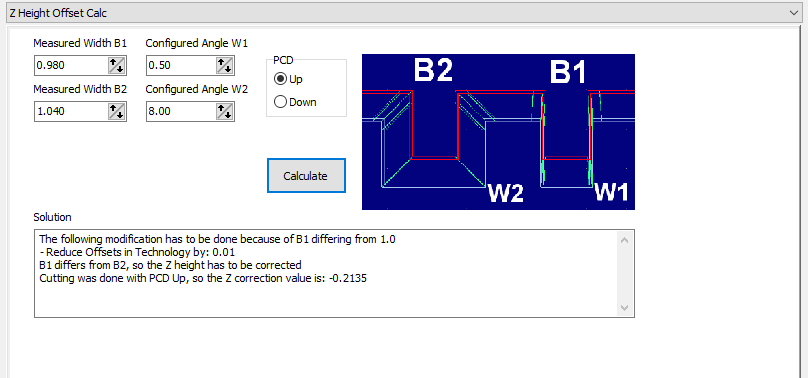 Z Height Offset Calc
Measured Width B1 Configured Angle W1
0.980 0.50
Measured Width B2 Configured Angle W2
1.040 8.00
PCD
Up
Down
Calculate
B2 B1
W2 W1
Solution
The following modification has to be done because of B1 differing from 1.0
- Reduce Offsets in Technology by: 0.01
B1 differs from B2, so the Z height has to be corrected
Cutting was done with PCD Up, so the Z correction value is: -0.2135